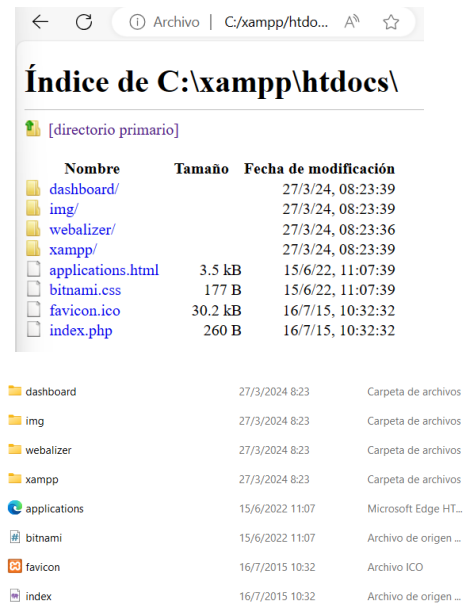 Archivo | C:/xampp/htdo...
Índice de C:\xampp\htdocs\
[directorio primario]
Nombre Tamaño Fecha de modificación
dashboard/ 27/3/24, 08:23:39
img/ 27/3/24, 08:23:39
webalizer/ 27/3/24, 08:23:36
xampp/ 27/3/24, 08:23:39
applications.html 3.5 kB 15/6/22, 11:07:39
bitnami.css 177 B 15/6/22, 11:07:39
favicon.ico 30.2 kB 16/7/15, 10:32:32
index.php 260 B 16/7/15, 10:32:32
dashboard 27/3/2024 8:23 Carpeta de archivos
img 27/3/2024 8:23 Carpeta de archivos
webalizer 27/3/2024 8:23 Carpeta de archivos
xampp 27/3/2024 8:23 Carpeta de archivos
applications 15/6/2022 11:07 Microsoft Edge HT...
bitnami 15/6/2022 11:07 Archivo de origen ...
favicon 16/7/2015 10:32 Archivo ICO
index 16/7/2015 10:32 Archivo de origen ...